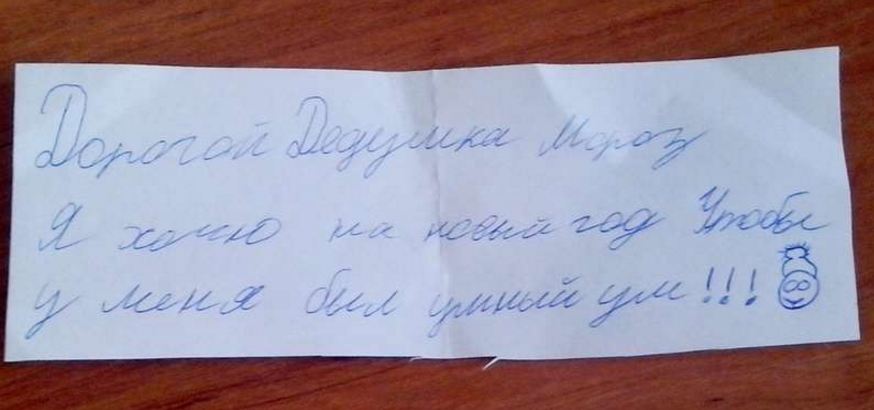 Дорогой Дедушка Мороз
Я хочю на новый год Чтобы
у меня был умный ум!!!